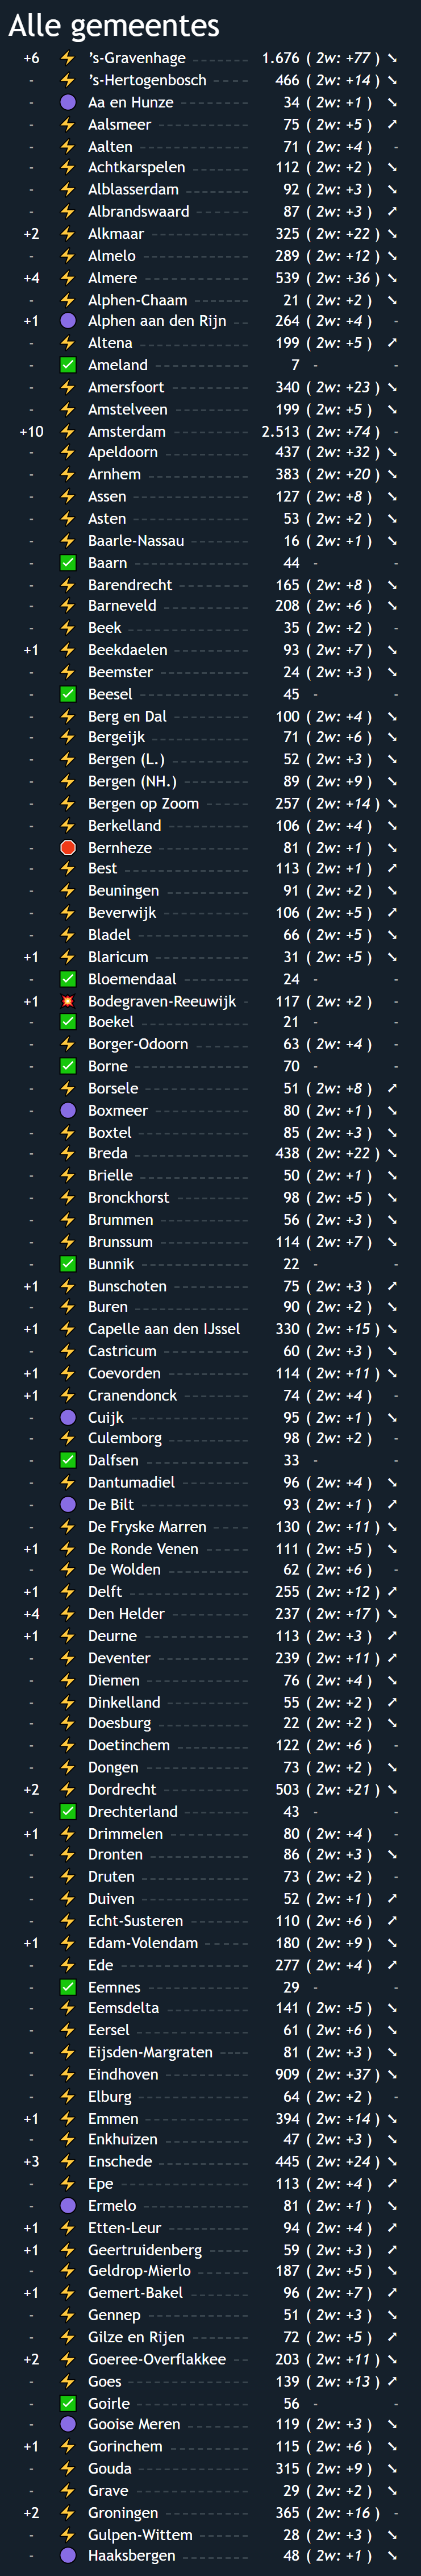 Alle gemeentes
+6 ⚡ ’s-Gravenhage 1.676 ( 2w: +77 ) ↘
- ⚡ ’s-Hertogenbosch 466 ( 2w: +14 ) ↘
- 🟣 Aa en Hunze 34 ( 2w: +1 ) ↘
- ⚡ Aalsmeer 75 ( 2w: +5 ) ↗
- ⚡ Aalten 71 ( 2w: +4 ) -
- ⚡ Achtkarspelen 112 ( 2w: +2 ) ↘
- ⚡ Alblasserdam 92 ( 2w: +3 ) ↘
- ⚡ Albrandswaard 87 ( 2w: +3 ) ↗
+2 ⚡ Alkmaar 325 ( 2w: +22 ) ↘
- ⚡ Almelo 289 ( 2w: +12 ) ↘
+4 ⚡ Almere 539 ( 2w: +36 ) ↘
- ⚡ Alphen-Chaam 21 ( 2w: +2 ) ↘
+1 🟣 Alphen aan den Rijn 264 ( 2w: +4 ) -
- ⚡ Altena 199 ( 2w: +5 ) ↗
- ✅ Ameland 7 - -
- ⚡ Amersfoort 340 ( 2w: +23 ) ↘
- ⚡ Amstelveen 199 ( 2w: +5 ) ↘
+10 ⚡ Amsterdam 2.513 ( 2w: +74 ) -
- ⚡ Apeldoorn 437 ( 2w: +32 ) ↘
- ⚡ Arnhem 383 ( 2w: +20 ) ↘
- ⚡ Assen 127 ( 2w: +8 ) ↘
- ⚡ Asten 53 ( 2w: +2 ) ↘
- ⚡ Baarle-Nassau 16 ( 2w: +1 ) ↘
- ✅ Baarn 44 - -
- ⚡ Barendrecht 165 ( 2w: +8 ) ↘
- ⚡ Barneveld 208 ( 2w: +6 ) ↘
- ⚡ Beek 35 ( 2w: +2 ) -
+1 ⚡ Beekdaelen 93 ( 2w: +7 ) ↘
- ⚡ Beemster 24 ( 2w: +3 ) ↘
- ✅ Beesel 45 - -
- ⚡ Berg en Dal 100 ( 2w: +4 ) ↘
- ⚡ Bergeijk 71 ( 2w: +6 ) ↘
- ⚡ Bergen (L.) 52 ( 2w: +3 ) ↘
- ⚡ Bergen (NH.) 89 ( 2w: +9 ) ↘
- ⚡ Bergen op Zoom 257 ( 2w: +14 ) ↘
- ⚡ Berkelland 106 ( 2w: +4 ) ↘
- 🛑 Bernheze 81 ( 2w: +1 ) ↘
- ⚡ Best 113 ( 2w: +1 ) ↗
- ⚡ Beuningen 91 ( 2w: +2 ) ↘
- ⚡ Beverwijk 106 ( 2w: +5 ) ↗
- ⚡ Bladel 66 ( 2w: +5 ) ↘
+1 ⚡ Blaricum 31 ( 2w: +5 ) ↘
- ✅ Bloemendaal 24 - -
+1 💥 Bodegraven-Reeuwijk 117 ( 2w: +2 ) -
- ✅ Boekel 21 - -
- ⚡ Borger-Odoorn 63 ( 2w: +4 ) -
- ✅ Borne 70 - -
- ⚡ Borsele 51 ( 2w: +8 ) ↗
- 🟣 Boxmeer 80 ( 2w: +1 ) ↘
- ⚡ Boxtel 85 ( 2w: +3 ) ↘
- ⚡ Breda 438 ( 2w: +22 ) ↘
- ⚡ Brielle 50 ( 2w: +1 ) ↘
- ⚡ Bronckhorst 98 ( 2w: +5 ) ↘
- ⚡ Brummen 56 ( 2w: +3 ) ↘
- ⚡ Brunssum 114 ( 2w: +7 ) ↘
- ✅ Bunnik 22 - -
+1 ⚡ Bunschoten 75 ( 2w: +3 ) ↗
- ⚡ Buren 90 ( 2w: +2 ) ↘
+1 ⚡ Capelle aan den IJssel 330 ( 2w: +15 ) ↘
- ⚡ Castricum 60 ( 2w: +3 ) ↘
+1 ⚡ Coevorden 114 ( 2w: +11 ) ↘
+1 ⚡ Cranendonck 74 ( 2w: +4 ) -
- 🟣 Cuijk 95 ( 2w: +1 ) ↘
- ⚡ Culemborg 98 ( 2w: +2 ) -
- ✅ Dalfsen 33 - -
- ⚡ Dantumadiel 96 ( 2w: +4 ) ↘
- 🟣 De Bilt 93 ( 2w: +1 ) ↗
- ⚡ De Fryske Marren 130 ( 2w: +11 ) ↘
+1 ⚡ De Ronde Venen 111 ( 2w: +5 ) ↘
- ⚡ De Wolden 62 ( 2w: +6 ) -
+1 ⚡ Delft 255 ( 2w: +12 ) ↗
+4 ⚡ Den Helder 237 ( 2w: +17 ) ↘
+1 ⚡ Deurne 113 ( 2w: +3 ) ↗
- ⚡ Deventer 239 ( 2w: +11 ) ↗
- ⚡ Diemen 76 ( 2w: +4 ) ↘
- ⚡ Dinkelland 55 ( 2w: +2 ) ↗
- ⚡ Doesburg 22 ( 2w: +2 ) ↘
- ⚡ Doetinchem 122 ( 2w: +6 ) -
- ⚡ Dongen 73 ( 2w: +2 ) ↘
+2 ⚡ Dordrecht 503 ( 2w: +21 ) ↘
- ✅ Drechterland 43 - -
+1 ⚡ Drimmelen 80 ( 2w: +4 ) -
- ⚡ Dronten 86 ( 2w: +3 ) ↘
- ⚡ Druten 73 ( 2w: +2 ) -
- ⚡ Duiven 52 ( 2w: +1 ) ↗
- ⚡ Echt-Susteren 110 ( 2w: +6 ) ↗
+1 ⚡ Edam-Volendam 180 ( 2w: +9 ) ↘
- ⚡ Ede 277 ( 2w: +4 ) ↗
- ✅ Eemnes 29 - -
- ⚡ Eemsdelta 141 ( 2w: +5 ) ↘
- ⚡ Eersel 61 ( 2w: +6 ) ↘
- ⚡ Eijsden-Margraten 81 ( 2w: +3 ) ↘
- ⚡ Eindhoven 909 ( 2w: +37 ) ↘
- ⚡ Elburg 64 ( 2w: +2 ) -
+1 ⚡ Emmen 394 ( 2w: +14 ) ↘
- ⚡ Enkhuizen 47 ( 2w: +3 ) ↘
+3 ⚡ Enschede 445 ( 2w: +24 ) ↘
- ⚡ Epe 113 ( 2w: +4 ) ↗
- 🟣 Ermelo 81 ( 2w: +1 ) ↘
+1 ⚡ Etten-Leur 94 ( 2w: +4 ) ↗
+1 ⚡ Geertruidenberg 59 ( 2w: +3 ) ↗
- ⚡ Geldrop-Mierlo 187 ( 2w: +5 ) ↘
+1 ⚡ Gemert-Bakel 96 ( 2w: +7 ) ↗
- ⚡ Gennep 51 ( 2w: +3 ) ↘
- ⚡ Gilze en Rijen 72 ( 2w: +5 ) ↗
+2 ⚡ Goeree-Overflakkee 203 ( 2w: +11 ) ↘
- ⚡ Goes 139 ( 2w: +13 ) ↗
- ✅ Goirle 56 - -
- 🟣 Gooise Meren 119 ( 2w: +3 ) ↘
+1 ⚡ Gorinchem 115 ( 2w: +6 ) ↘
- ⚡ Gouda 315 ( 2w: +9 ) ↘
- ⚡ Grave 29 ( 2w: +2 ) ↘
+2 ⚡ Groningen 365 ( 2w: +16 ) -
- ⚡ Gulpen-Wittem 28 ( 2w: +3 ) ↘
- 🟣 Haaksbergen 48 ( 2w: +1 ) ↘